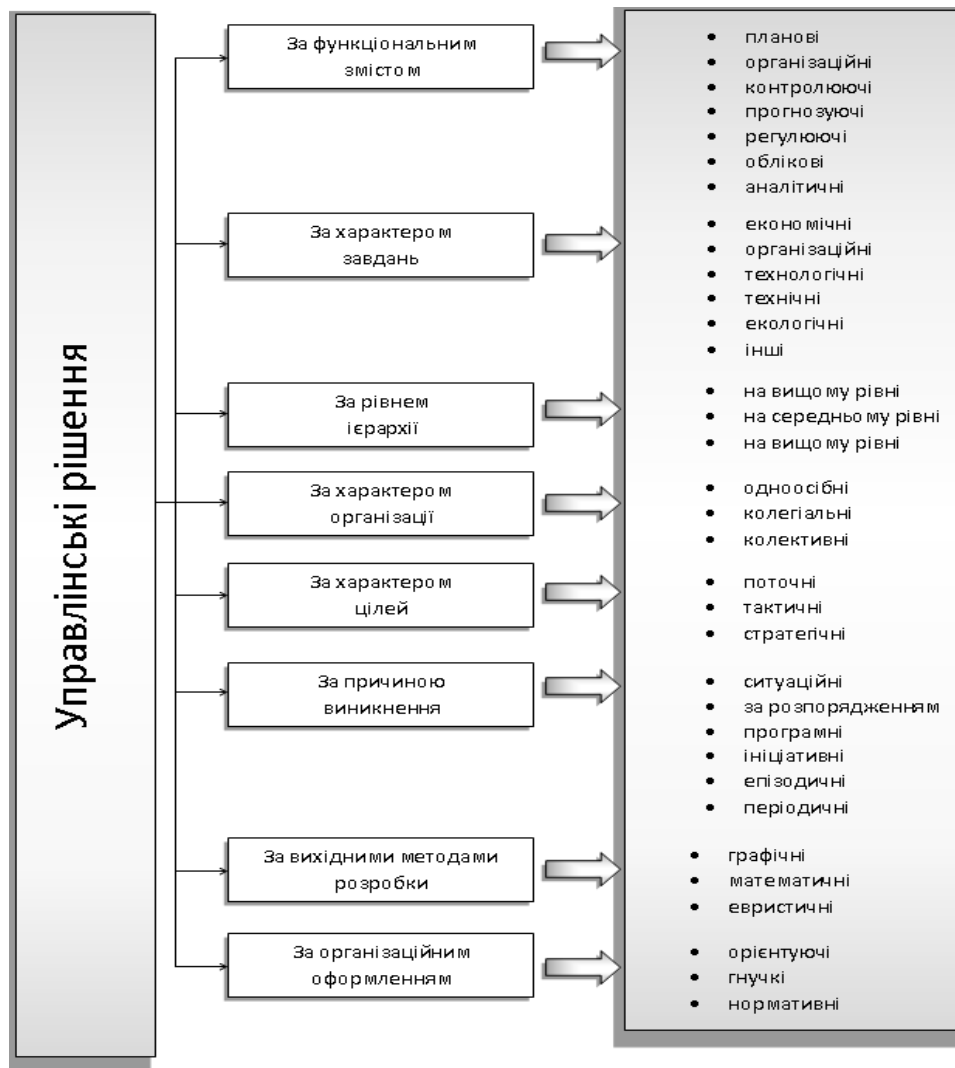 Управлінські рішення
За функціональним
змістом
• планові
• організаційні
• контролюючі
• прогнозуючі
• регулюючі
• облікові
• аналітичні
За характером
завдань
• економічні
• організаційні
• технологічні
• технічні
• екологічні
• інші
За рівнем
ієрархії
• на вищому рівні
• на середньому рівні
• на вищому рівні
За характером
організації
• одноосібні
• колегіальні
• колективні
За характером
цілей
• поточні
• тактичні
• стратегічні
За причиною
виникнення
• ситуаційні
• за розпорядженням
• програмні
• ініціативні
• епізодичні
• періодичні
За вихідними методами
розробки
• графічні
• математичні
• евристичні
За організаційним
оформленням
• орієнтуючі
• гнучкі
• нормативні